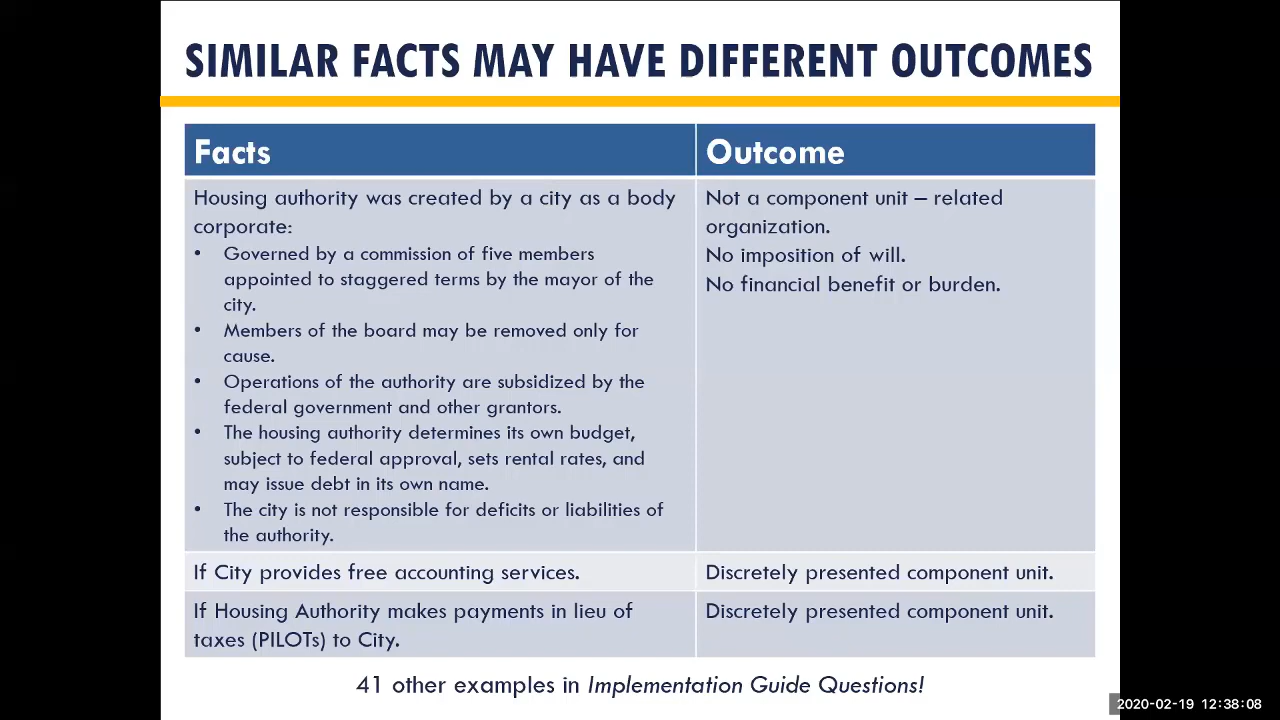 SIMILAR FACTS MAY HAVE DIFFERENT OUTCOMES
Facts
Outcome
Housing authority was created by a city as a body
corporate:
• Governed by a commission of five members
appointed to staggered terms by the mayor of the
city.
• Members of the board may be removed only for
cause.
• Operations of the authority are subsidized by the
federal government and other grantors.
• The housing authority determines its own budget,
subject to federal approval, sets rental rates, and
may issue debt in its own name.
• The city is not responsible for deficits or liabilities of
the authority.
Not a component unit – related
organization.
No imposition of will.
No financial benefit or burden.
If City provides free accounting services.
Discretely presented component unit.
If Housing Authority makes payments in lieu of
taxes (PILOTs) to City.
Discretely presented component unit.
41 other examples in Implementation Guide Questions!
2020-02-19 12:38:08